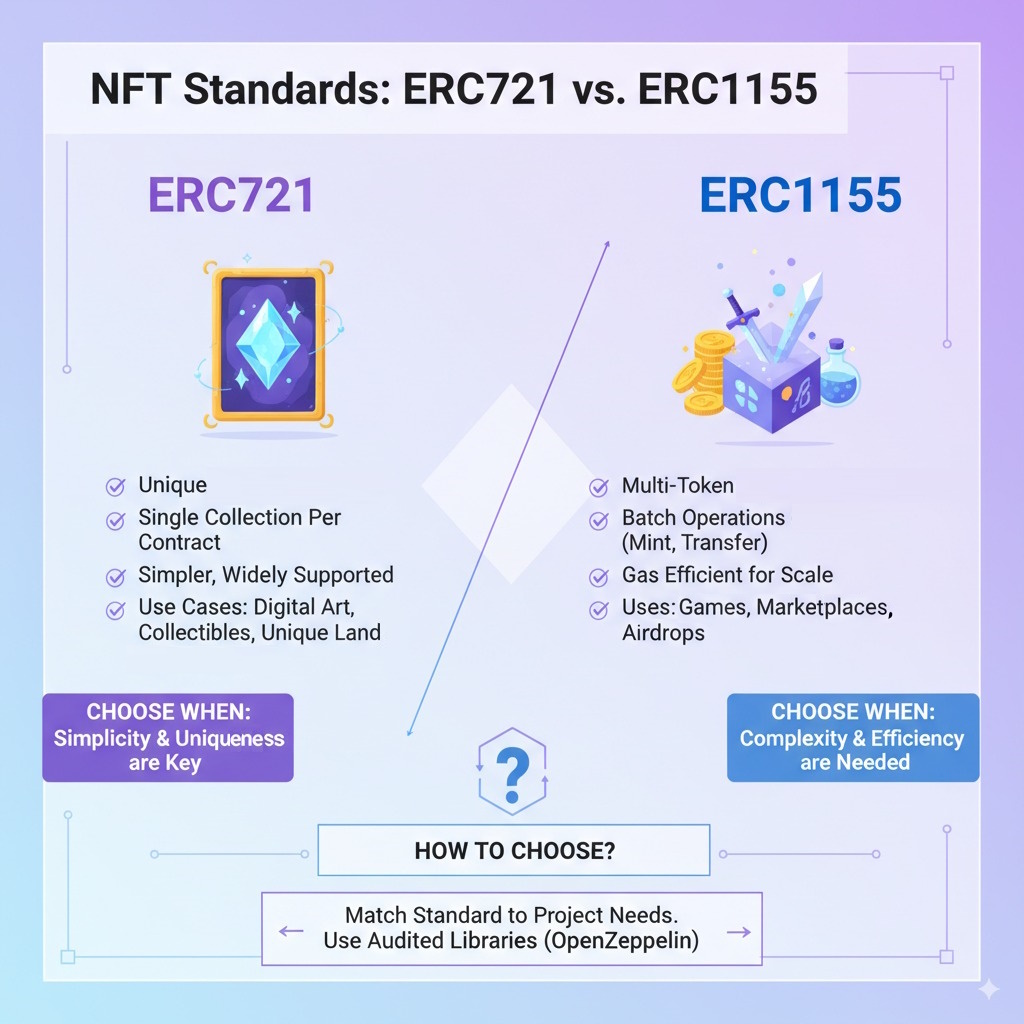 NFT Standards: ERC721 vs. ERC1155
ERC721
Unique
Single Collection Per
Contract
Simpler, Widely Supported
Use Cases: Digital Art,
Collectibles, Unique Land
CHOOSE WHEN:
Simplicity & Uniqueness
are Key
ERC1155
Multi-Token
Batch Operations
(Mint, Transfer)
Gas Efficient for Scale
Uses: Games, Marketplaces,
Airdrops
CHOOSE WHEN:
Complexity & Efficiency
are Needed
?
HOW TO CHOOSE?
Match Standard to Project Needs.
Use Audited Libraries (OpenZeppelin)